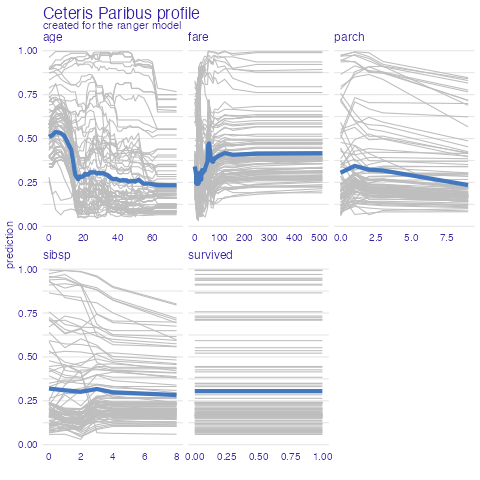 Ceteris Paribus profile
created for the ranger model
age
fare
parch
1.00
0.75
0.50
0.25
0.00
0 20 40 60
0 100 200 300 400 500
0.0 2.5 5.0 7.5
prediction
sibsp
survived
1.00
0.75
0.50
0.25
0.00
0 2 4 6 8
0.00 0.25 0.50 0.75 1.00